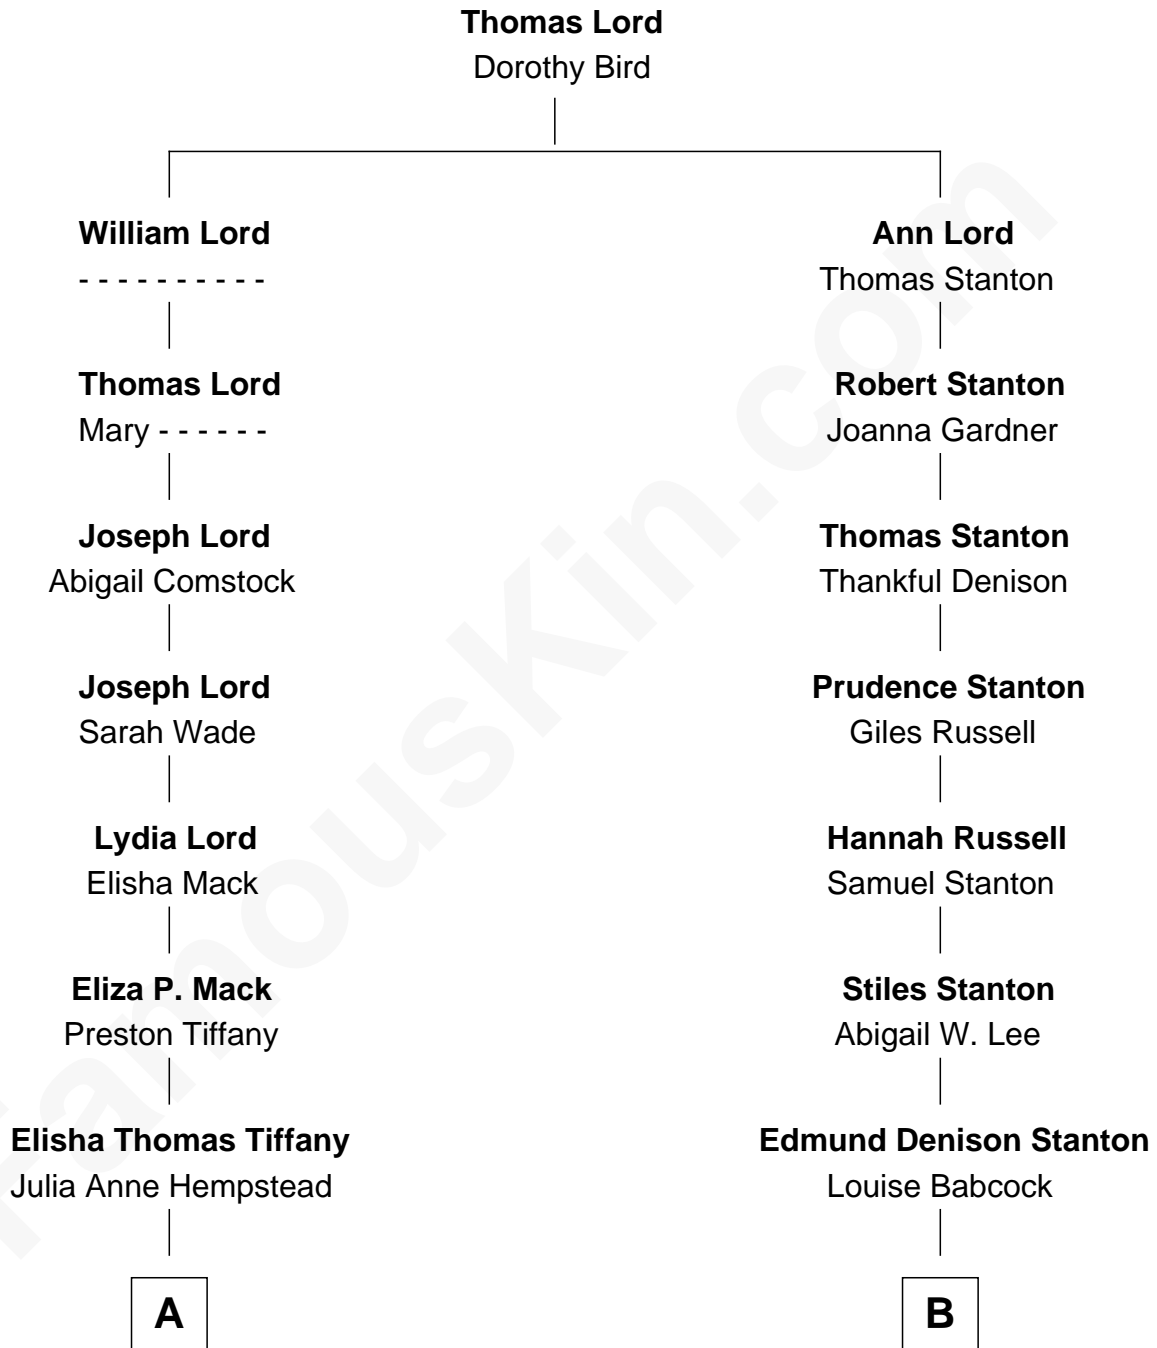 Thomas Lord
Dorothy Bird
William Lord
- - - - - - - - - -
Ann Lord
Thomas Stanton
Thomas Lord
Mary - - - - - -
Robert Stanton
Joanna Gardner
Joseph Lord
Abigail Comstock
Thomas Stanton
Thankful Denison
Joseph Lord
Sarah Wade
Prudence Stanton
Giles Russell
Lydia Lord
Elisha Mack
Hannah Russell
Samuel Stanton
Eliza P. Mack
Preston Tiffany
Stiles Stanton
Abigail W. Lee
Elisha Thomas Tiffany
Julia Anne Hempstead
Edmund Denison Stanton
Louise Babcock
A
B
FamousKin.com